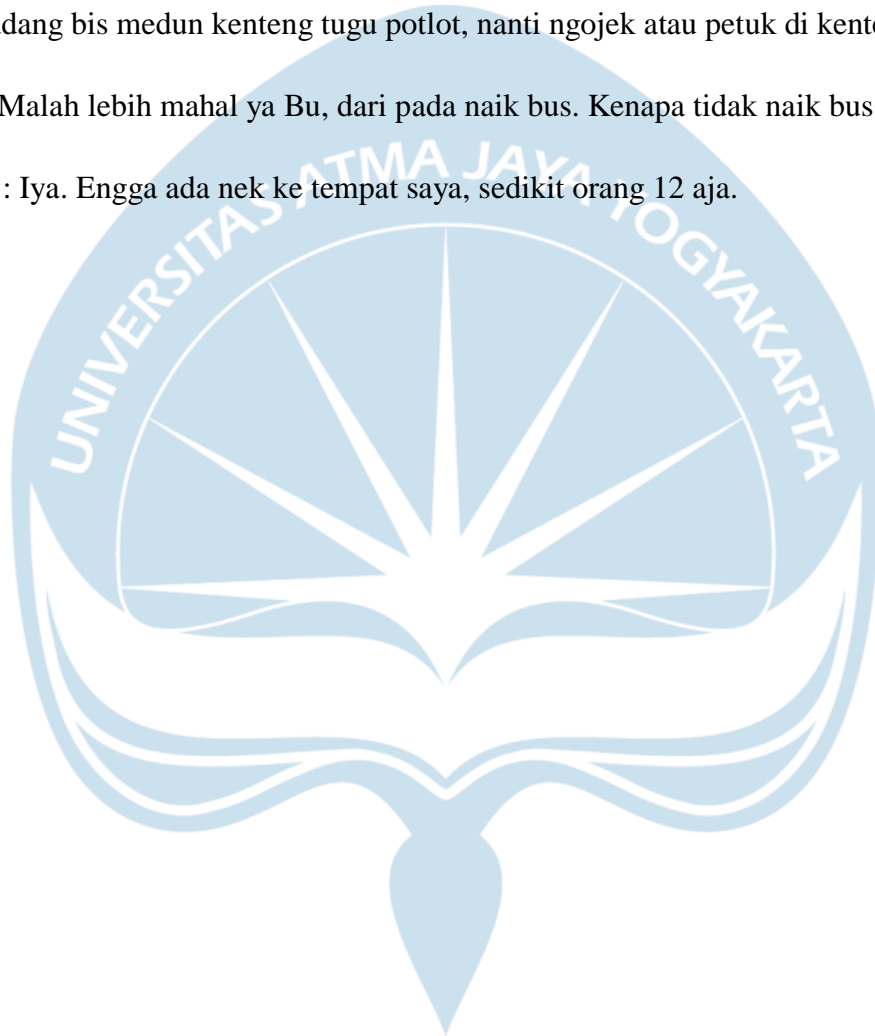 dang bis medun kenteng tugu potlot, nanti ngojek atau petuk di
Malah lebih mahal ya Bu, dari pada naik bus. Kenapa tidak naik bus
: Iya. Engga ada nek ke tempat saya, sedikit orang 12 aja.
UNIVERSITAS ATMA JAYA YOGYAKARTA